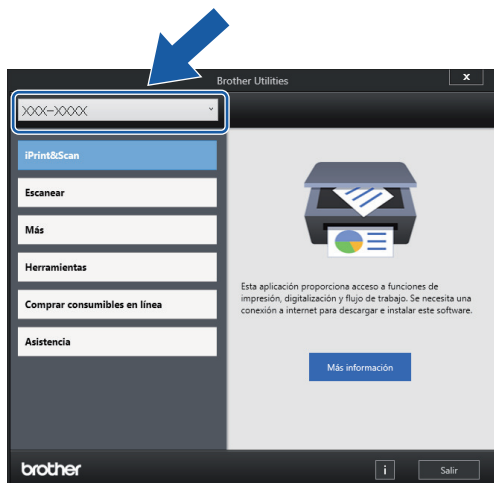 Brother Utilities
x
XXX-XXXX
iPrint&Scan
Escanear
Más
Herramientas
Comprar consumibles en línea
Asistencia
Esta aplicación proporciona acceso a funciones de
impresión, digitalización y flujo de trabajo. Se necesita una
conexión a internet para descargar e instalar este software.
Más información
brother
i
Salir